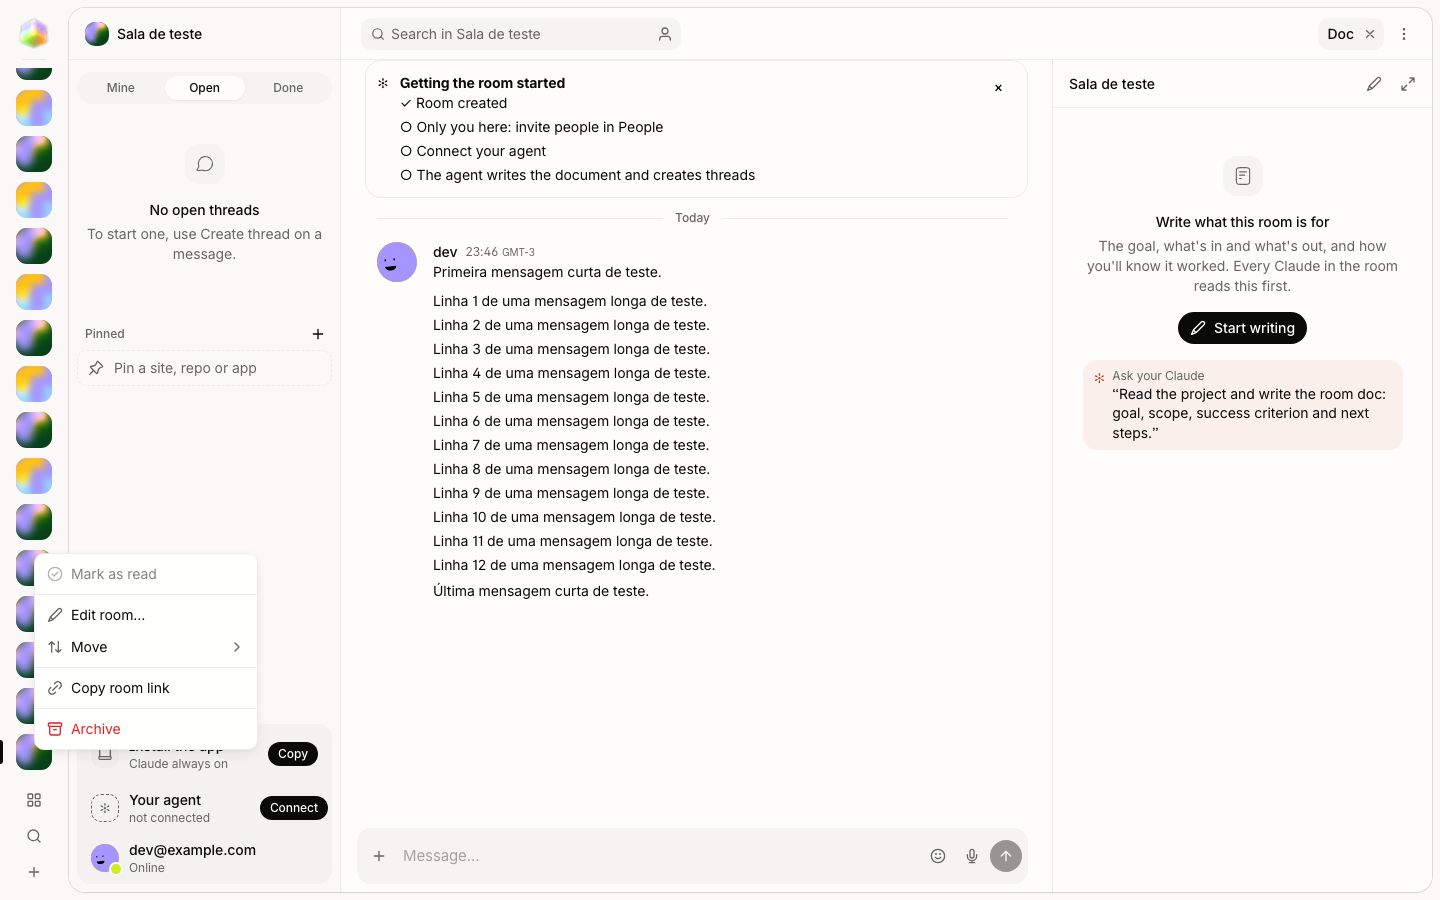 Sala de teste
Search in Sala de teste
Doc
Mine
Open
Done
No open threads
To start one, use Create thread on a
message.
Pinned
Pin a site, repo or app
Mark as read
Edit room...
Move
Copy room link
Archive
Copy
Claude always on
Your agent
not connected
Connect
dev@example.com
Online
Getting the room started
Room created
Only you here: invite people in People
Connect your agent
The agent writes the document and creates threads
Today
dev 23:46 GMT-3
Primeira mensagem curta de teste.
Linha 1 de uma mensagem longa de teste.
Linha 2 de uma mensagem longa de teste.
Linha 3 de uma mensagem longa de teste.
Linha 4 de uma mensagem longa de teste.
Linha 5 de uma mensagem longa de teste.
Linha 6 de uma mensagem longa de teste.
Linha 7 de uma mensagem longa de teste.
Linha 8 de uma mensagem longa de teste.
Linha 9 de uma mensagem longa de teste.
Linha 10 de uma mensagem longa de teste.
Linha 11 de uma mensagem longa de teste.
Linha 12 de uma mensagem longa de teste.
Última mensagem curta de teste.
Message...
Sala de teste
Write what this room is for
The goal, what's in and what's out, and how
you'll know it worked. Every Claude in the room
reads this first.
Start writing
Ask your Claude
“Read the project and write the room doc:
goal, scope, success criterion and next
steps.”